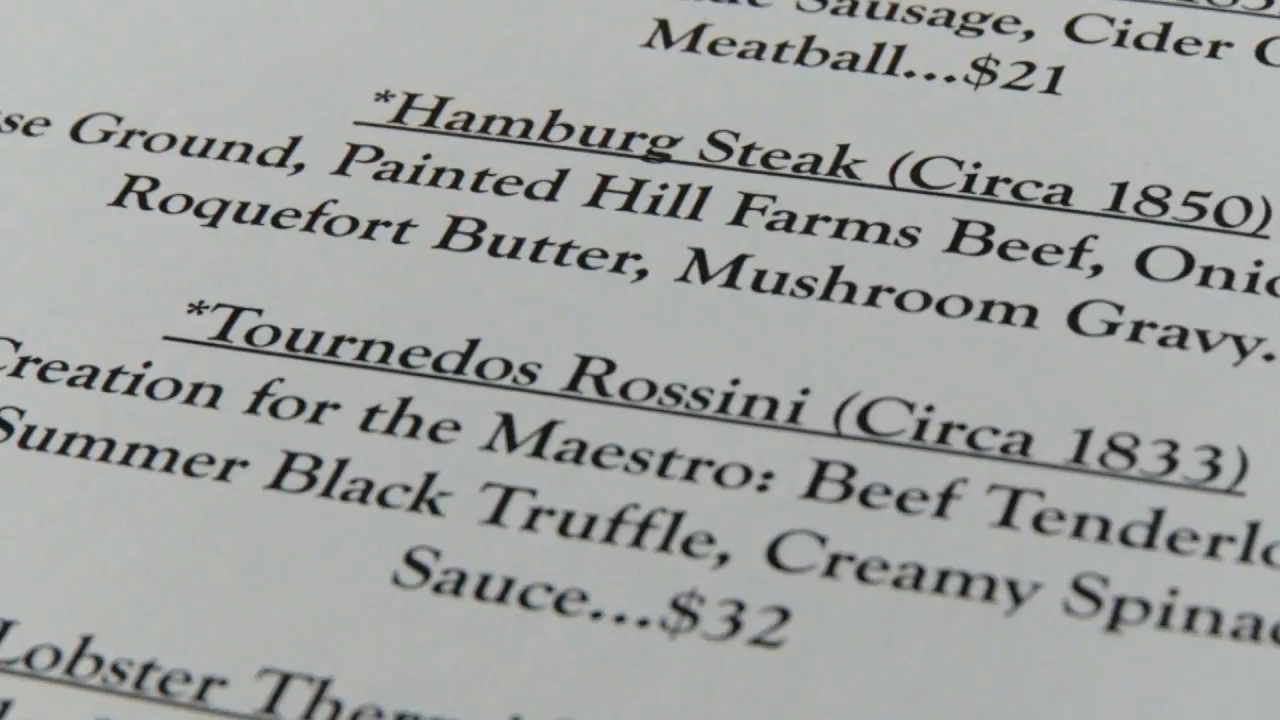 Sausage, Cider
Meatball...$21
*Hamburg Steak (Circa 1850)
Ground, Painted Hill Farms Beef,
Roquefort Butter, Mushroom Gravy.
*Tournedos Rossini (Circa 1833)
Creation for the Maestro: Beef
Summer Black Truffle, Creamy
Sauce...$32
Lobster